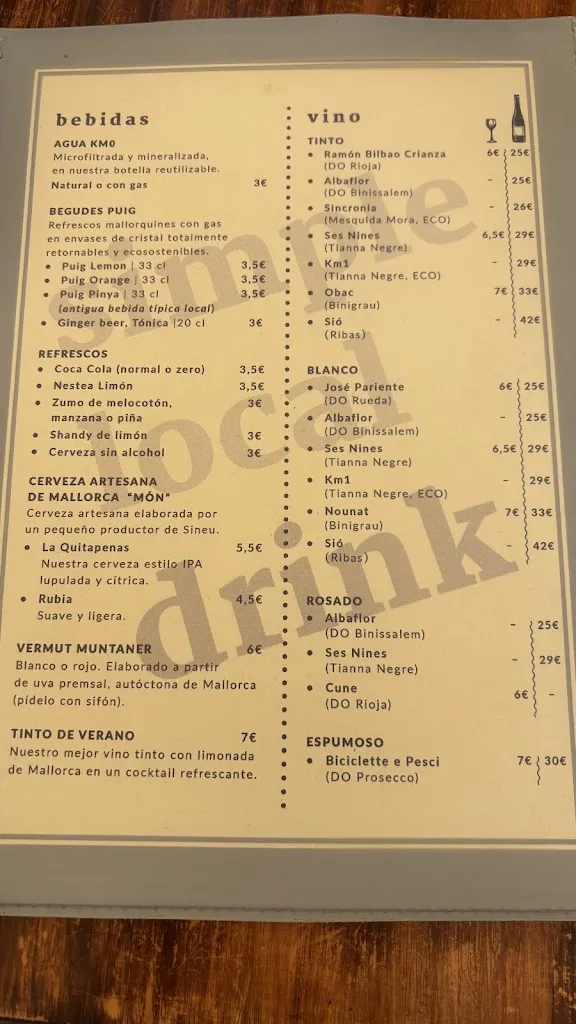 bebidas
AGUA KM0
Microfiltrada y mineralizada,
en nuestra botella reutilizable.
Natural o con gas 3€
BEGUDES PUIG
Refrescos mallorquines con gas
en envases de cristal totalmente
retornables y ecosostenibles.
• Puig Lemon | 33 cl 3,5€
• Puig Orange | 33 cl 3,5€
• Puig Pinya | 33 cl 3,5€
(antigua bebida típica local)
• Ginger beer, Tónica |20 cl 3€
REFRESCOS
• Coca Cola (normal o zero) 3,5€
• Nestea Limón 3,5€
• Zumo de melocotón, 3€
manzana o piña
• Shandy de limón 3€
• Cerveza sin alcohol 3€
CERVEZA ARTESANA
DE MALLORCA "MÓN"
Cerveza artesana elaborada por
un pequeño productor de Sineu.
• La Quitapenas 5,5€
Nuestra cerveza estilo IPA
lupulada y cítrica.
• Rubia 4,5€
Suave y ligera.
VERMUT MUNTANER 6€
Blanco o rojo. Elaborado a partir
de uva premsal, autóctona de Mallorca
(pídelo con sifón).
TINTO DE VERANO 7€
Nuestro mejor vino tinto con limonada
de Mallorca en un cocktail refrescante.
vino
TINTO
• Ramón Bilbao Crianza 6€ 25€
(DO Rioja)
• Albaflor - 25€
(DO Binissalem)
• Sincronia - 26€
(Mesquida Mora, ECO)
• Ses Nines 6,5€ 29€
(Tianna Negre)
• Km1 - 29€
(Tianna Negre, ECO)
• Obac 7€ 33€
(Binigrau)
• Sió - 42€
(Ribas)
BLANCO
• José Pariente 6€ 25€
(DO Rueda)
• Albaflor - 25€
(DO Binissalem)
• Ses Nines 6,5€ 29€
(Tianna Negre)
• Km1 - 29€
(Tianna Negre, ECO)
• Nounat 7€ 33€
(Binigrau)
• Sió - 42€
(Ribas)
ROSADO
• Albaflor - 25€
(DO Binissalem)
• Ses Nines - 29€
(Tianna Negre)
• Cune 6€ -
(DO Rioja)
ESPUMOSO
• Biciclette e Pesci 7€ 30€
(DO Prosecco)
simple
local
drink